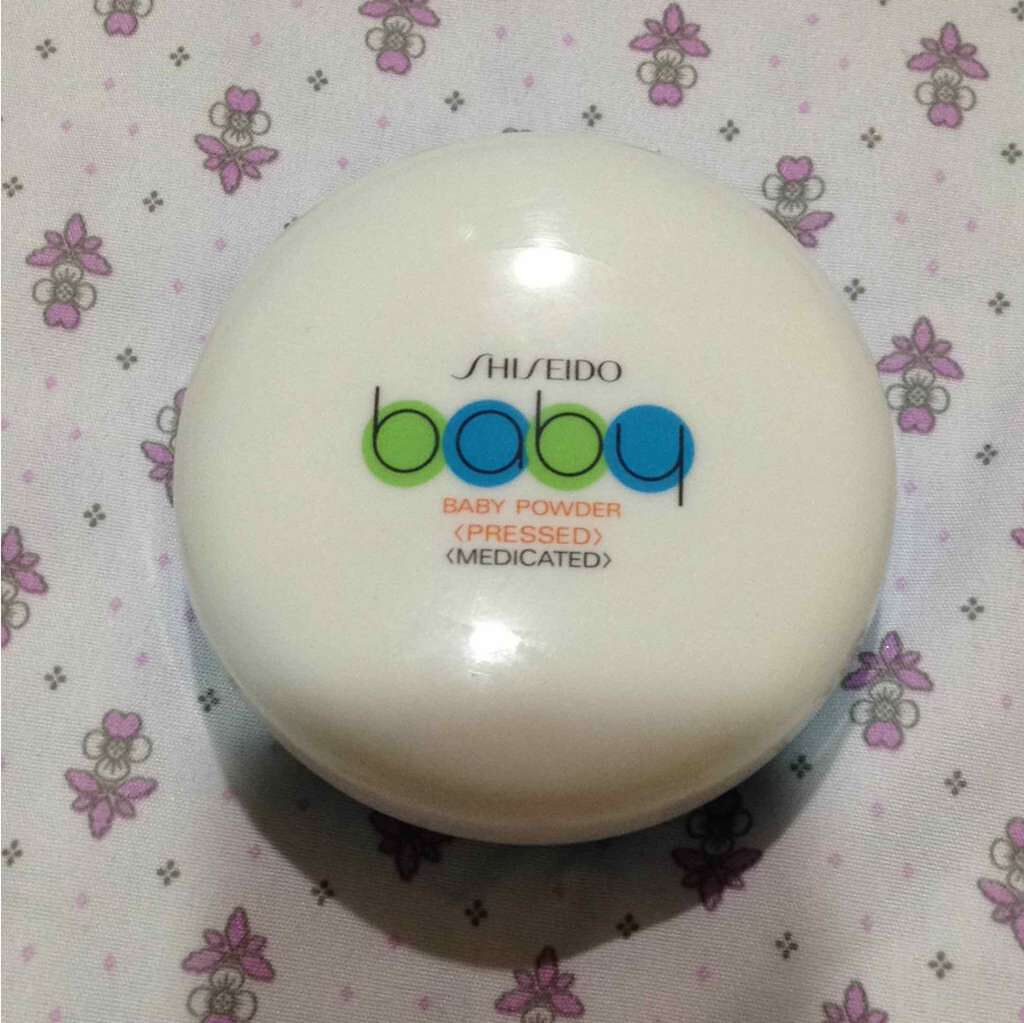 SHISEIDO
baby
BABY POWDER
〈PRESSED〉
〈MEDICATED〉